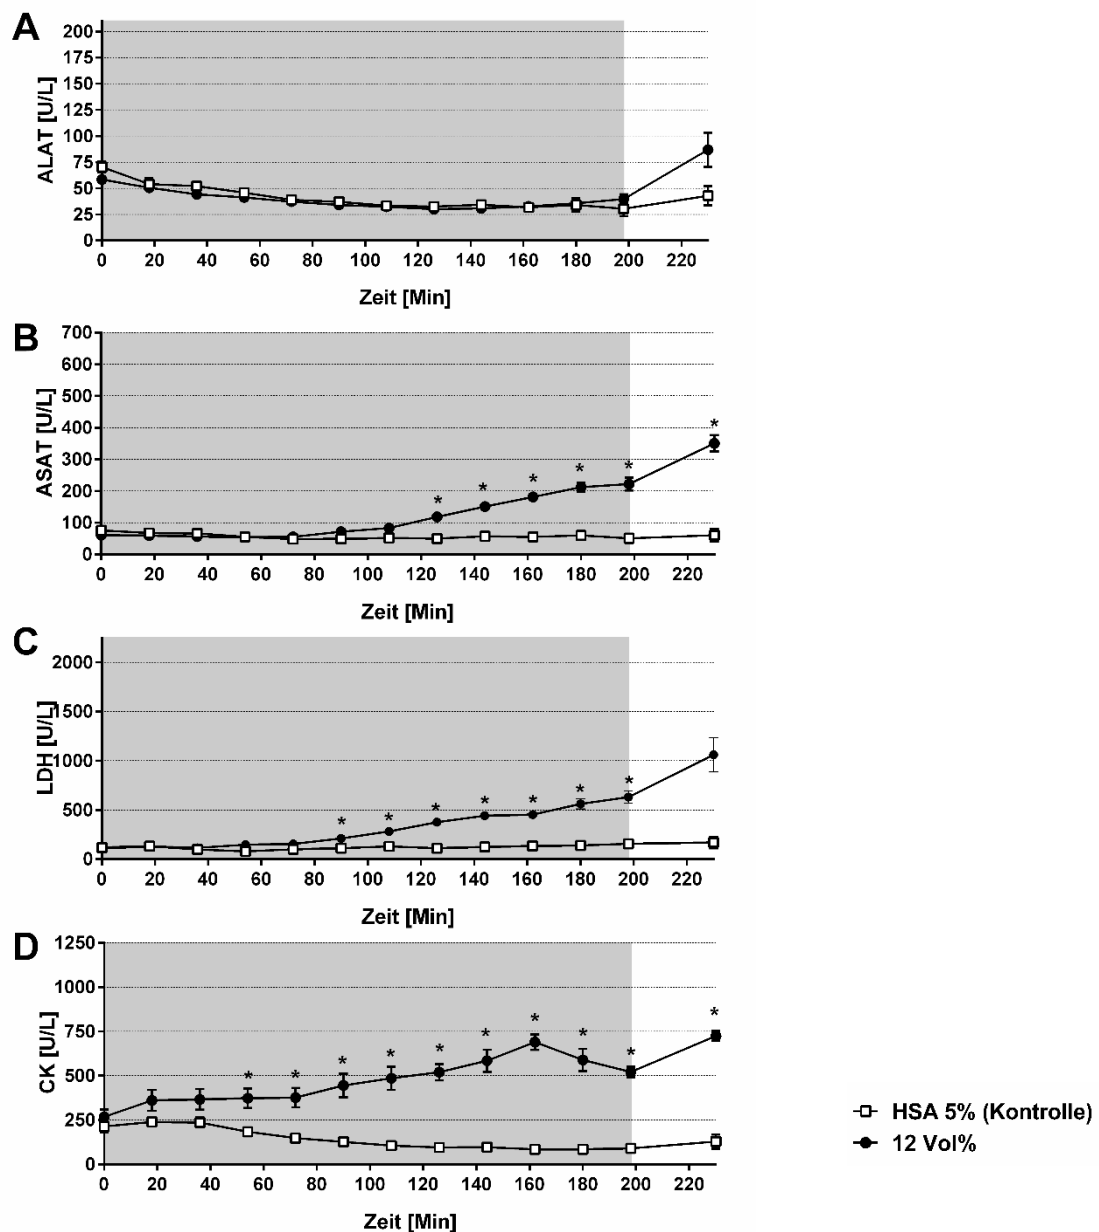 A
ALAT [U/L]
200
175
150
125
100
75
50
25
0
0 20 40 60 80 100 120 140 160 180 200 220
Zeit [Min]
B
ASAT [U/L]
700
600
500
400
300
200
100
0
* * * * * *
0 20 40 60 80 100 120 140 160 180 200 220
Zeit [Min]
C
LDH [U/L]
2000
1500
1000
500
0
* * * * * * *
0 20 40 60 80 100 120 140 160 180 200 220
Zeit [Min]
D
CK [U/L]
1250
1000
750
500
250
0
* * * * * * * * * *
0 20 40 60 80 100 120 140 160 180 200 220
Zeit [Min]
HSA 5% (Kontrolle)
12 Vol%